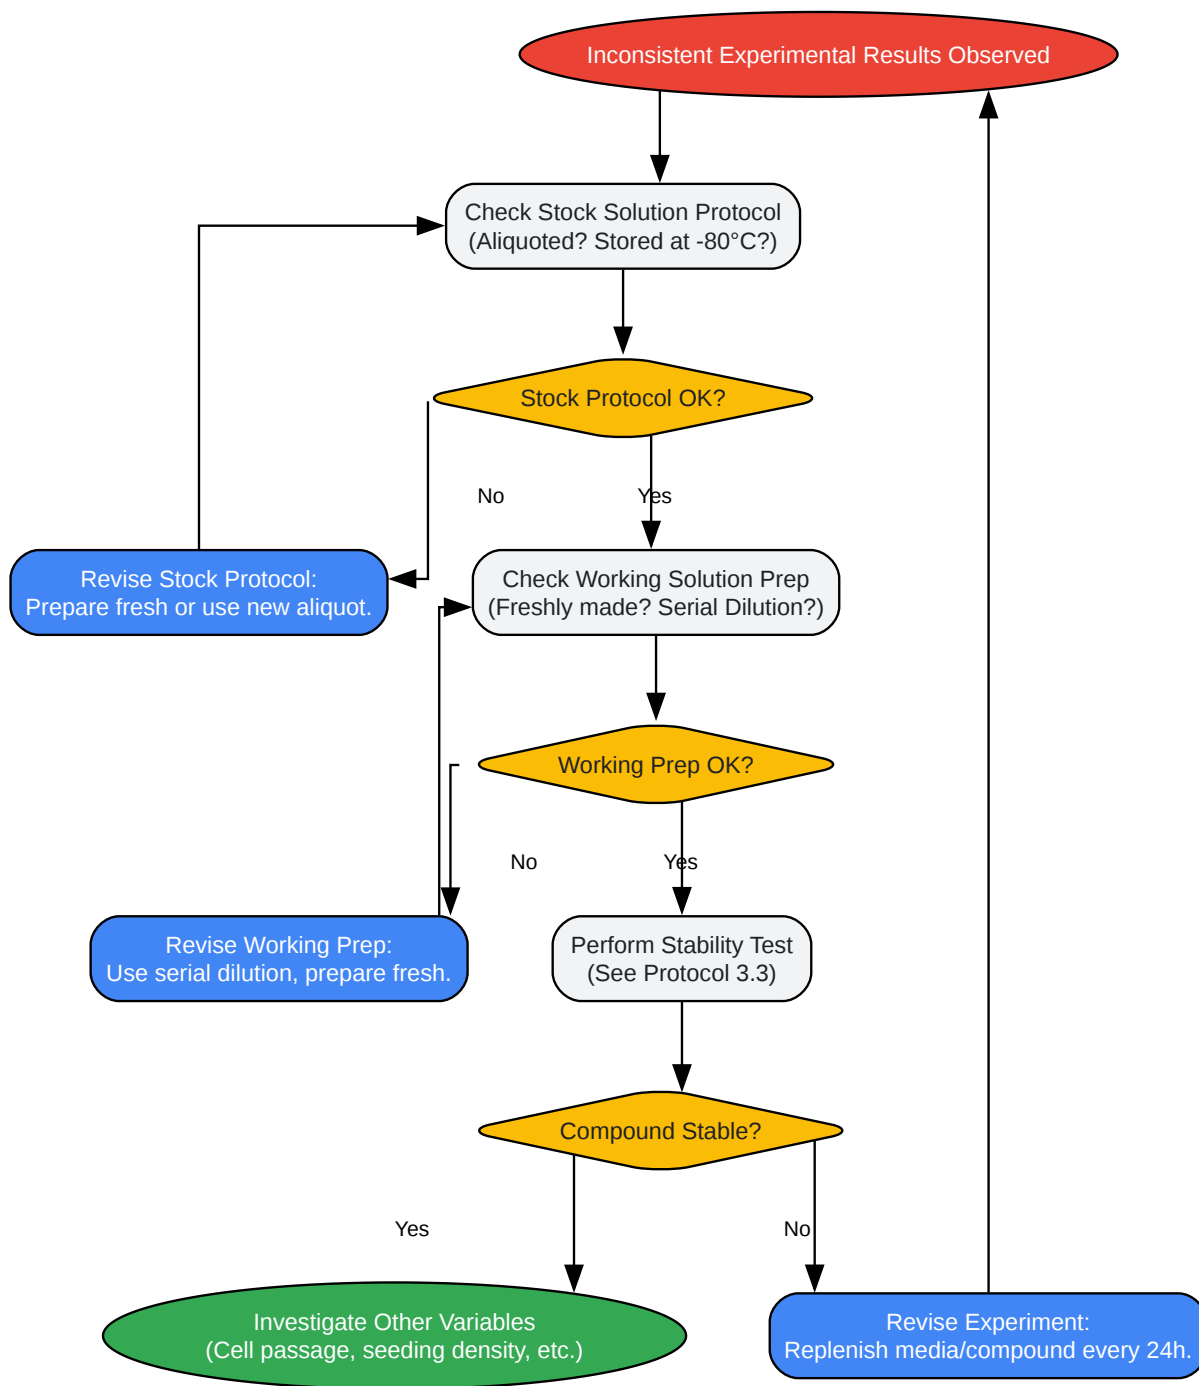 Inconsistent Experimental Results Observed
Check Stock Solution Protocol
(Aliquoted? Stored at -80°C?)
Stock Protocol OK?
No
Yes
Revise Stock Protocol:
Prepare fresh or use new aliquot.
Check Working Solution Prep
(Freshly made? Serial Dilution?)
Working Prep OK?
No
Yes
Revise Working Prep:
Use serial dilution, prepare fresh.
Perform Stability Test
(See Protocol 3.3)
Compound Stable?
Yes
No
Investigate Other Variables
(Cell passage, seeding density, etc.)
Revise Experiment:
Replenish media/compound every 24h.